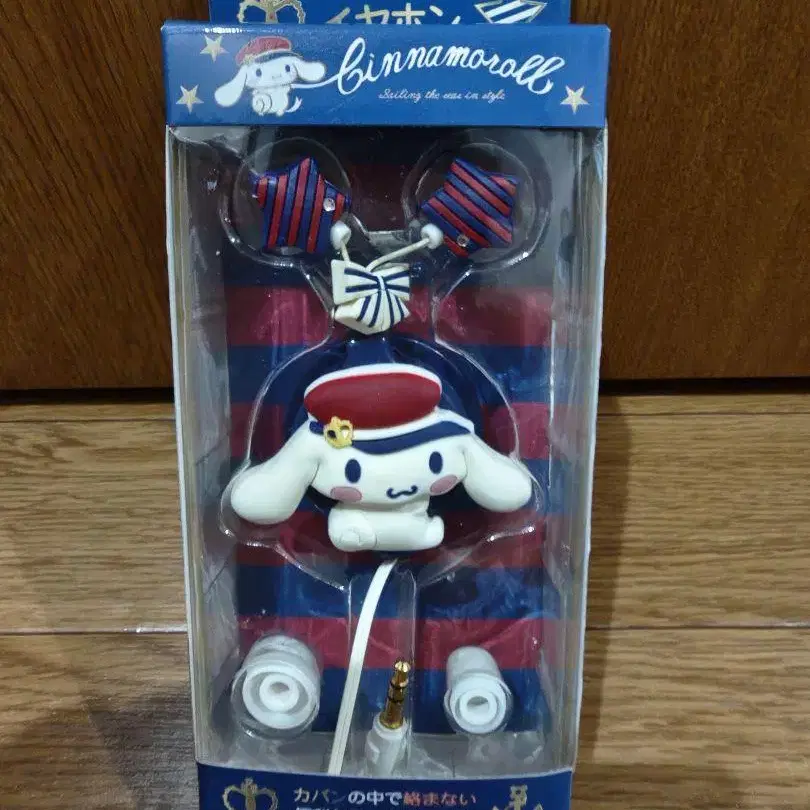 イヤホン
Cinnamoroll
Sailing the seas in style
カバンの中で絡まない